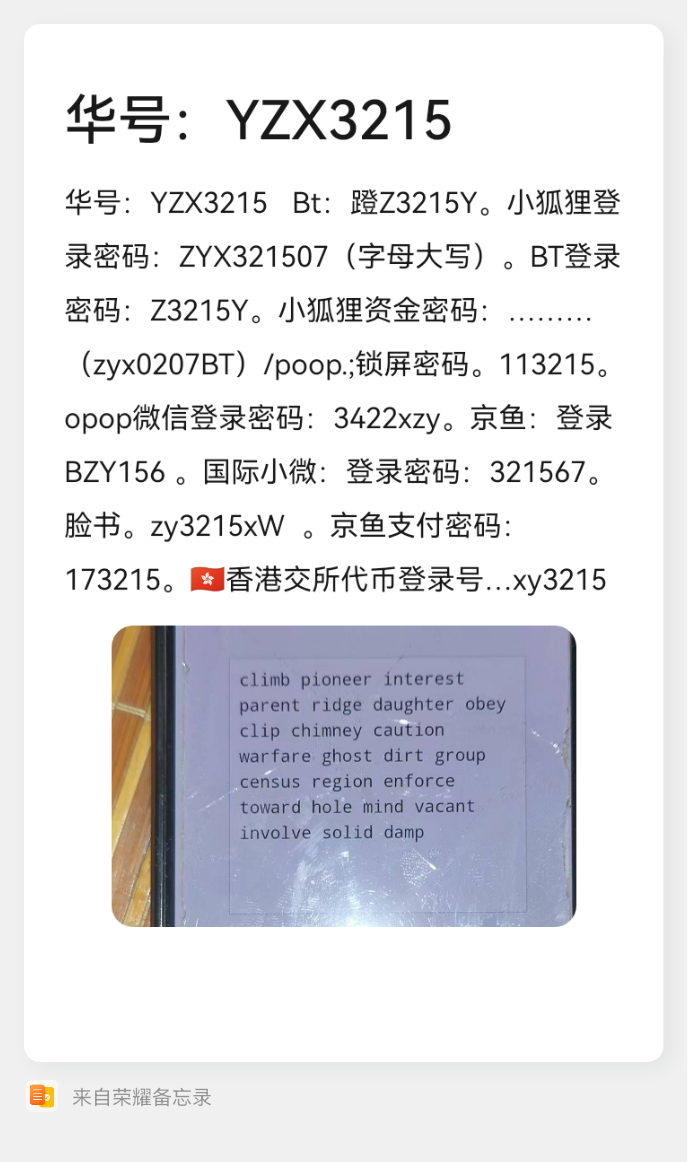 华号：YZX3215
华号：YZX3215 Bt：蹬Z3215Y。小狐狸登
录密码：ZYX321507（字母大写）。BT登录
密码：Z3215Y。小狐狸资金密码：………
（zyx0207BT）/poop.;锁屏密码。113215。
opop微信登录密码：3422xzy。京鱼：登录
BZY156 。国际小微：登录密码：321567。
脸书。zy3215xW 。京鱼支付密码：
173215。🇭🇰香港交所代币登录号…xy3215
climb pioneer interest
parent ridge daughter obey
clip chimney caution
warfare ghost dirt group
census region enforce
toward hole mind vacant
involve solid damp
来自荣耀备忘录